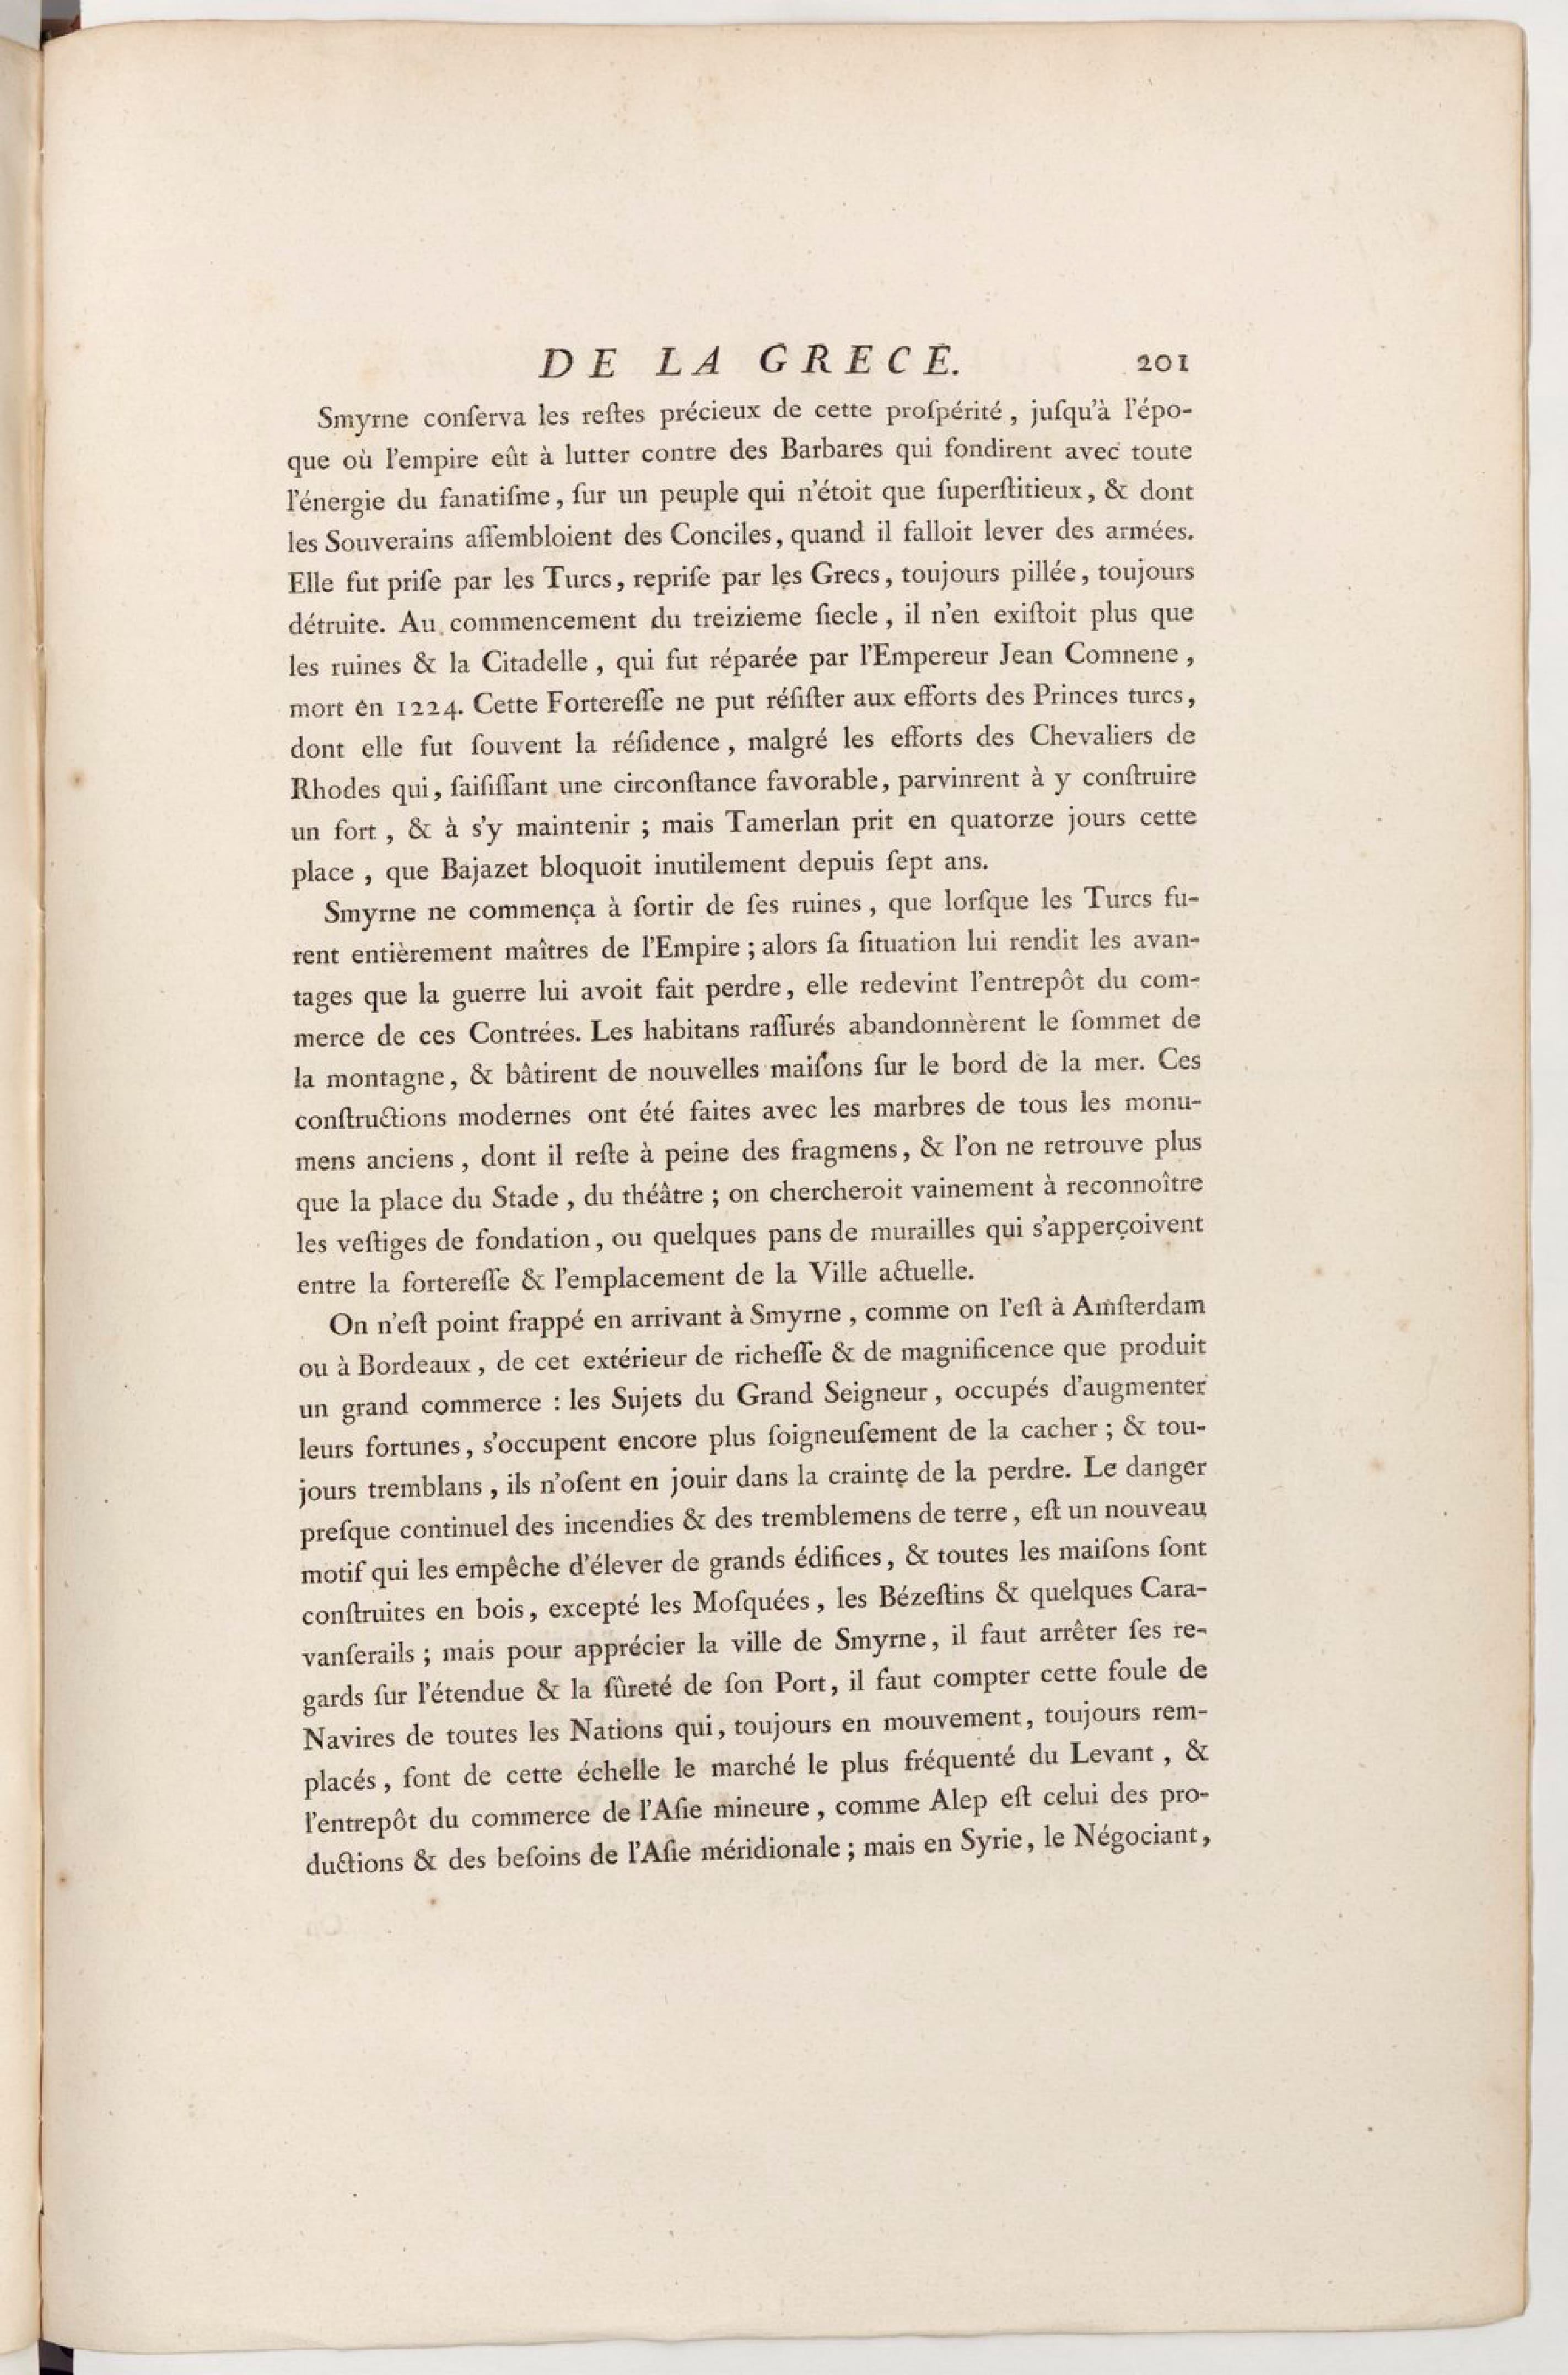 DE LA GRECE. 201
Smyrne conſerva les reſtes précieux de cette proſpérité, juſqu'à l'épo-
que où l'empire eût à lutter contre des Barbares qui fondirent avec toute
l'énergie du fanatiſme, ſur un peuple qui n'étoit que ſuperſtitieux, & dont
les Souverains aſſembloient des Conciles, quand il falloit lever des armées.
Elle fut priſe par les Turcs, repriſe par les Grecs, toujours pillée, toujours
détruite. Au commencement du treizieme ſiecle, il n'en exiſtoit plus que
les ruines & la Citadelle, qui fut réparée par l'Empereur Jean Comnene,
mort en 1224. Cette Fortereſſe ne put réſiſter aux efforts des Princes turcs,
dont elle fut ſouvent la réſidence, malgré les efforts des Chevaliers de
Rhodes qui, ſaiſiſſant une circonſtance favorable, parvinrent à y conſtruire
un fort, & à s'y maintenir ; mais Tamerlan prit en quatorze jours cette
place, que Bajazet bloquoit inutilement depuis ſept ans.
Smyrne ne commença à ſortir de ſes ruines, que lorſque les Turcs fu-
rent entièrement maîtres de l'Empire ; alors ſa ſituation lui rendit les avan-
tages que la guerre lui avoit fait perdre, elle redevint l'entrepôt du com-
merce de ces Contrées. Les habitans raſſurés abandonnèrent le ſommet de
la montagne, & bâtirent de nouvelles maiſons ſur le bord de la mer. Ces
conſtructions modernes ont été faites avec les marbres de tous les monu-
mens anciens, dont il reſte à peine des fragmens, & l'on ne retrouve plus
que la place du Stade, du théâtre ; on chercheroit vainement à reconnoître
les veſtiges de fondation, ou quelques pans de murailles qui s'apperçoivent
entre la fortereſſe & l'emplacement de la Ville actuelle.
On n'eſt point frappé en arrivant à Smyrne, comme on l'eſt à Amſterdam
ou à Bordeaux, de cet extérieur de richeſſe & de magnificence que produit
un grand commerce : les Sujets du Grand Seigneur, occupés d'augmenter
leurs fortunes, s'occupent encore plus ſoigneuſement de la cacher ; & tou-
jours tremblans, ils n'oſent en jouir dans la crainte de la perdre. Le danger
preſque continuel des incendies & des tremblemens de terre, eſt un nouveau
motif qui les empêche d'élever de grands édifices, & toutes les maiſons ſont
conſtruites en bois, excepté les Moſquées, les Bézeſtins & quelques Cara-
vanſerails ; mais pour apprécier la ville de Smyrne, il faut arrêter ſes re-
gards ſur l'étendue & la ſûreté de ſon Port, il faut compter cette foule de
Navires de toutes les Nations qui, toujours en mouvement, toujours rem-
placés, font de cette échelle le marché le plus fréquenté du Levant, &
l'entrepôt du commerce de l'Aſie mineure, comme Alep eſt celui des pro-
ductions & des beſoins de l'Aſie méridionale ; mais en Syrie, le Négociant,